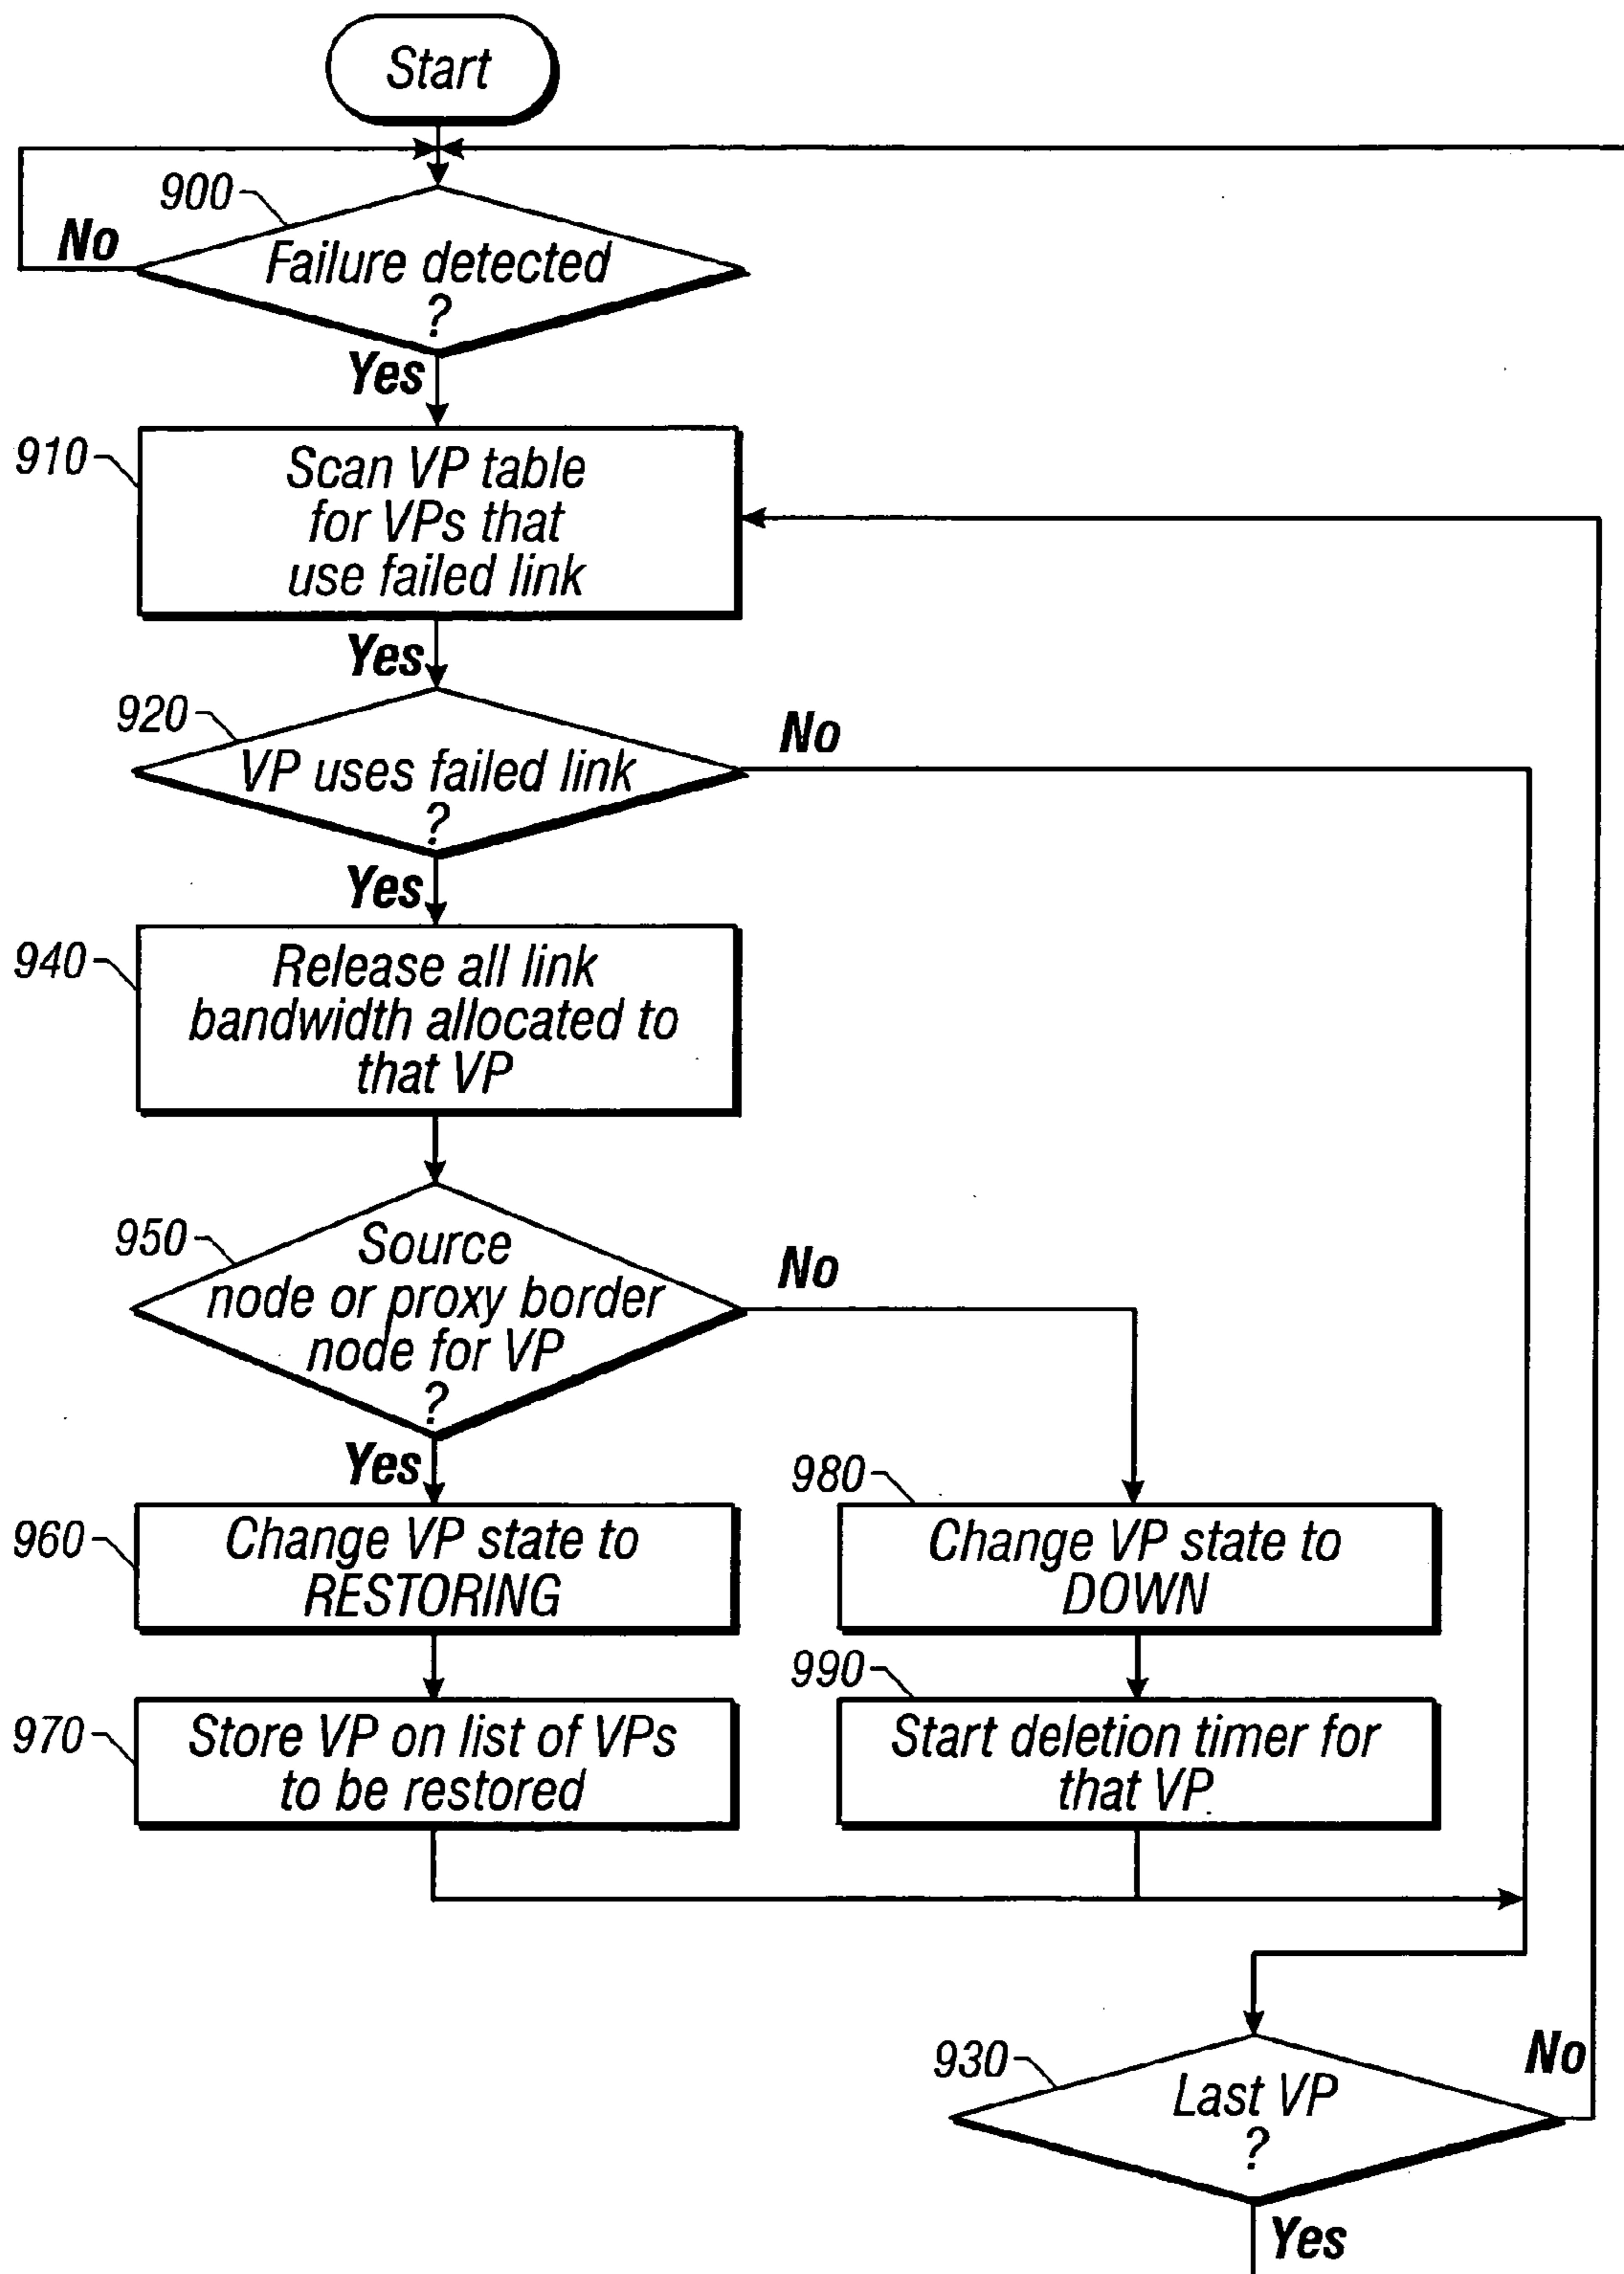 Start
900
No
Failure detected
?
Yes
910
Scan VP table
for VPs that
use failed link
Yes
920
No
VP uses failed link
?
Yes
940
Release all link
bandwidth allocated to
that VP
950
No
Source
node or proxy border
node for VP
?
Yes
960
Change VP state to
RESTORING
980
Change VP state to
DOWN
970
Store VP on list of VPs
to be restored
990
Start deletion timer for
that VP
930
No
Last VP
?
Yes